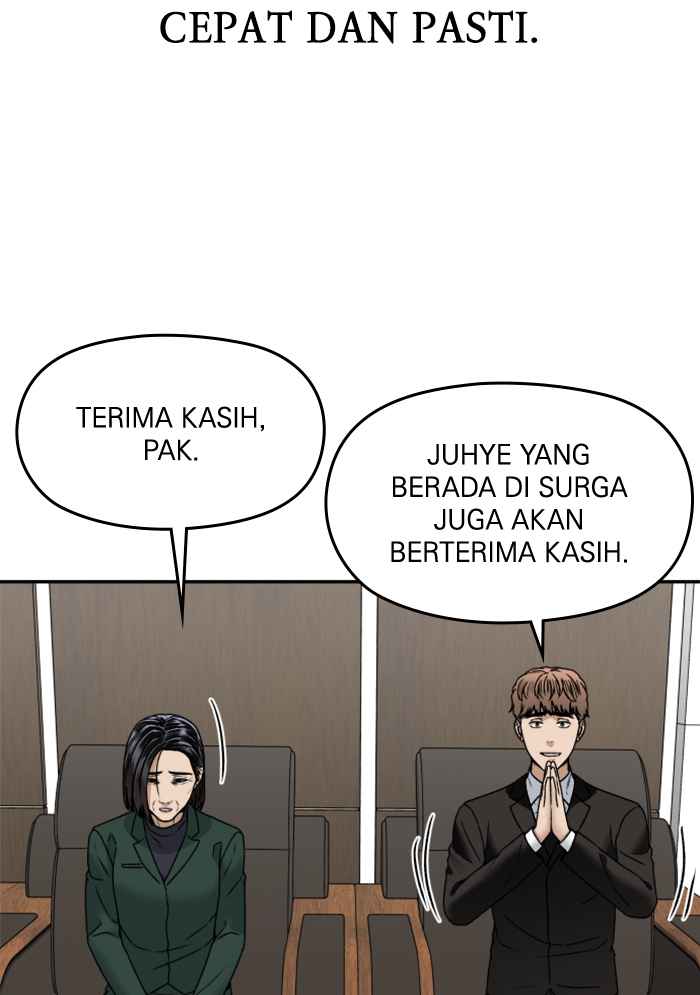 CEPAT DAN PASTI.
TERIMA KASIH,
PAK.
JUHYE YANG
BERADA DI SURGA
JUGA AKAN
BERTERIMA KASIH.